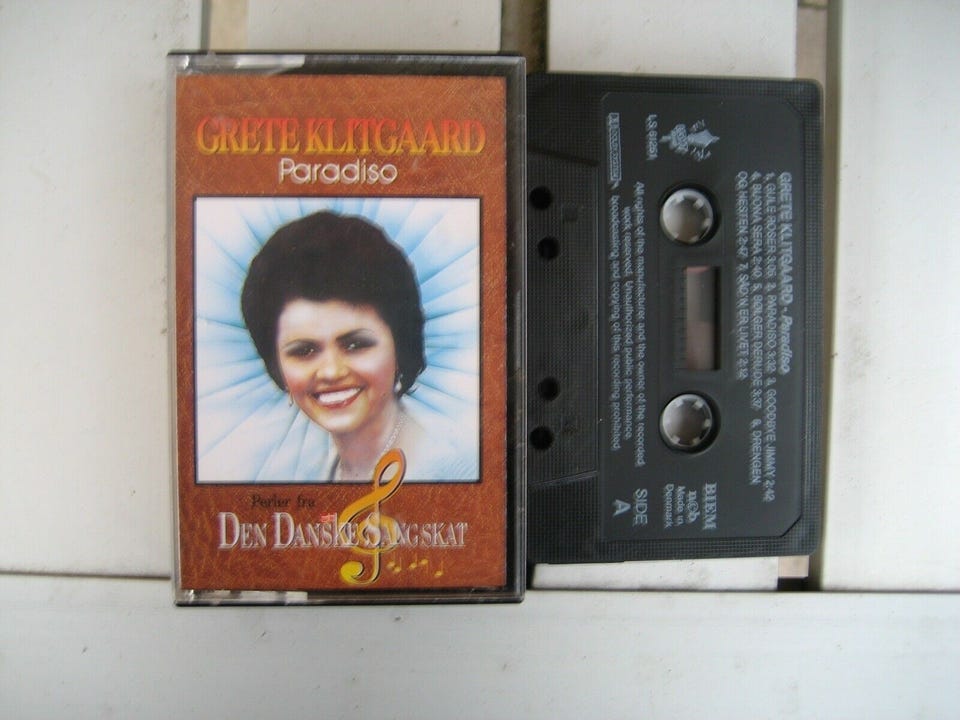 GRETE KLITGAARD
Paradiso
Perler fra
DEN DANSKE SANGSKAT
GRETE KLITGAARD - Paradiso
1. GULE ROSER 3:05 2. PARADISO 3:32 3. GOODBYE JIMMY 2:42
4. BUONA SERA 2:40 5. BØLGER DERUDE 3:37 6. DRENGEN
OG HESTEN 2:47 7. SÅD'N ER LIVET 2:12
BIEM
n©b
Made in
Denmark
SIDE
A
All rights of the manufacturer and the owner of the recorded
work reserved. Unauthorized public performance,
broadcasting and copying of this recording prohibited